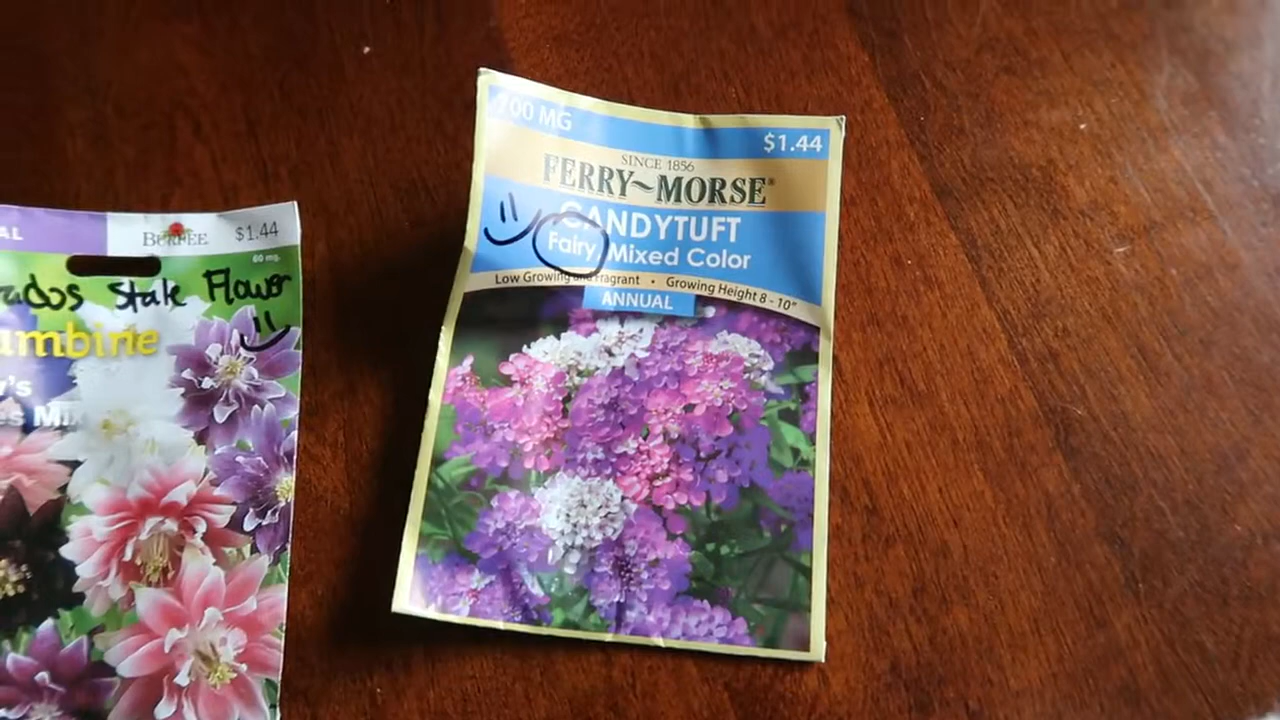 AL
BURPEE
$1.44
60 mg.
rados State Flower
umbine
y's
es Mix
700 MG
$1.44
SINCE 1856
FERRY~MORSE®
CANDYTUFT
Fairy, Mixed Color
Low Growing and Fragrant • Growing Height 8 - 10"
ANNUAL